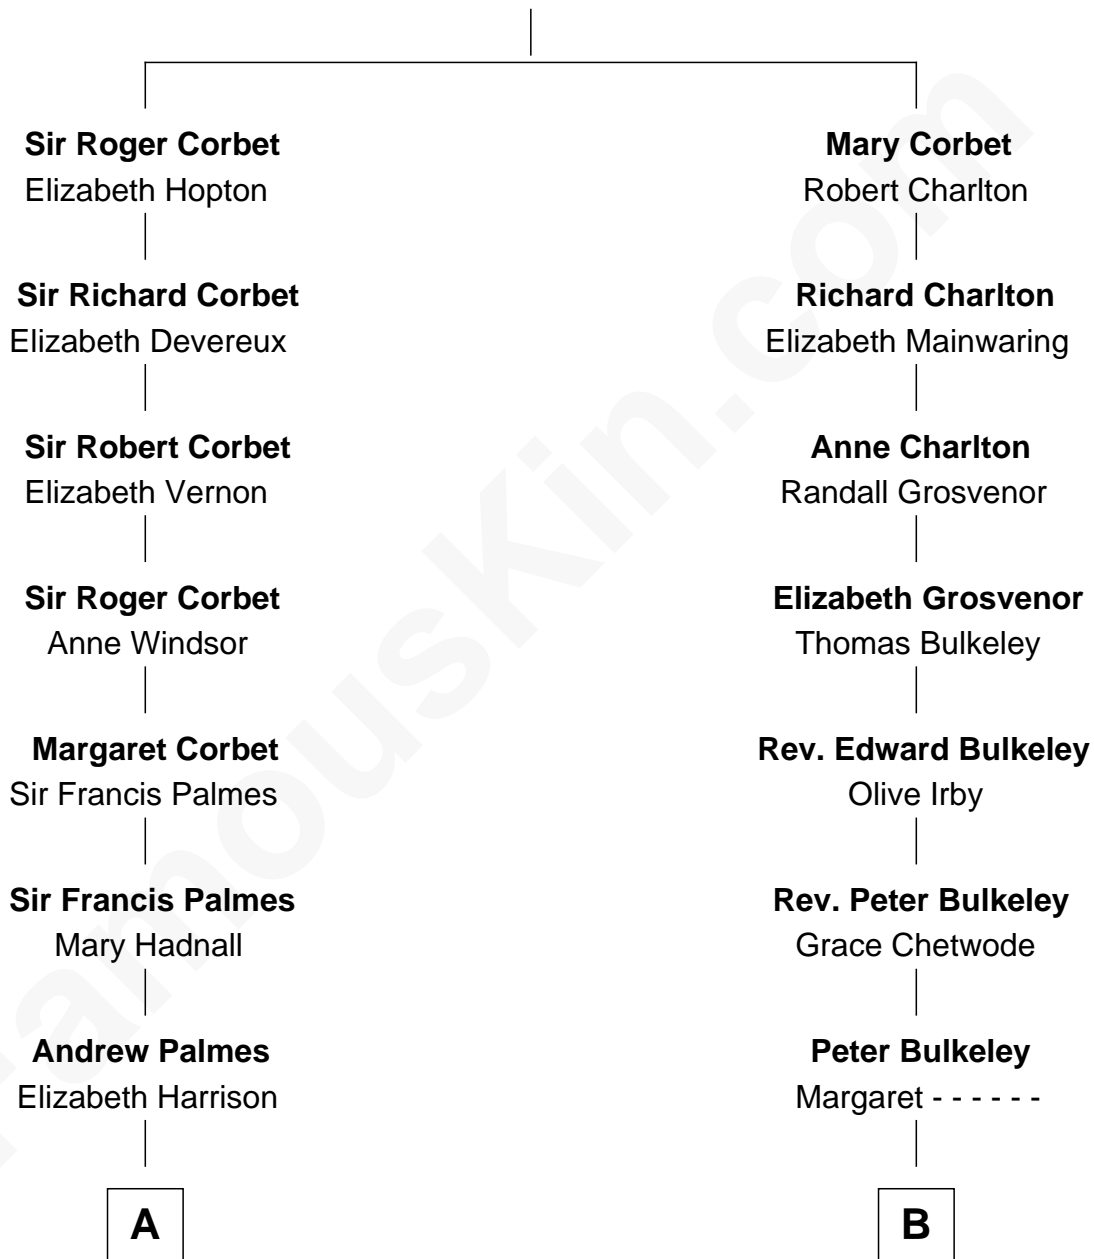 Sir Roger Corbet
Elizabeth Hopton
Sir Richard Corbet
Elizabeth Devereux
Sir Robert Corbet
Elizabeth Vernon
Sir Roger Corbet
Anne Windsor
Margaret Corbet
Sir Francis Palmes
Sir Francis Palmes
Mary Hadnall
Andrew Palmes
Elizabeth Harrison
A
Mary Corbet
Robert Charlton
Richard Charlton
Elizabeth Mainwaring
Anne Charlton
Randall Grosvenor
Elizabeth Grosvenor
Thomas Bulkeley
Rev. Edward Bulkeley
Olive Irby
Rev. Peter Bulkeley
Grace Chetwode
Peter Bulkeley
Margaret - - - - - -
B
FamousKin.com